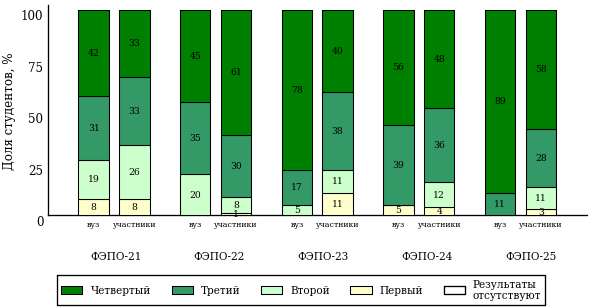 Доля студентов, %
100
75
50
25
0
42 33 45 61 78 40 56 48 89 58
31 33 35 30 17 38 39 36 11 28
19 26 20 8 5 11 12 11
8 8 1 11 5 4 3
вуз участники вуз участники вуз участники вуз участники вуз участники
ФЭПО-21 ФЭПО-22 ФЭПО-23 ФЭПО-24 ФЭПО-25
Четвертый Третий Второй Первый Результаты
отсутствуют